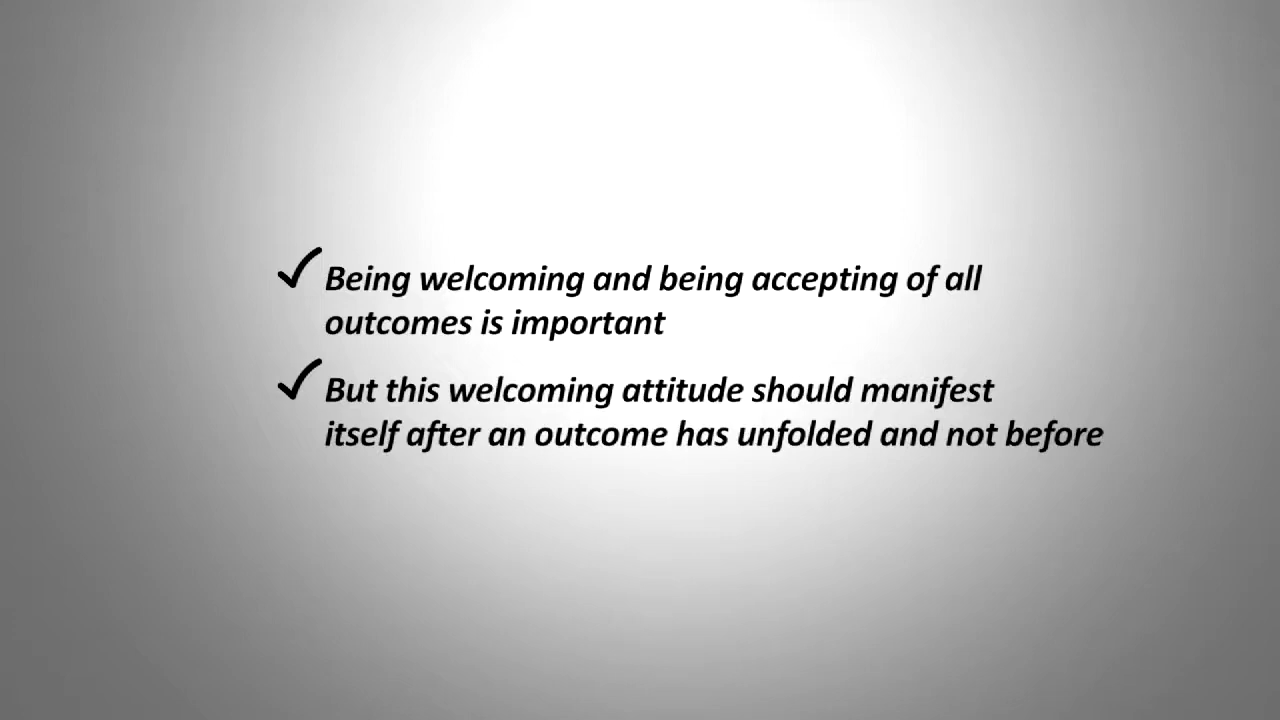 Being welcoming and being accepting of all
outcomes is important
But this welcoming attitude should manifest
itself after an outcome has unfolded and not before